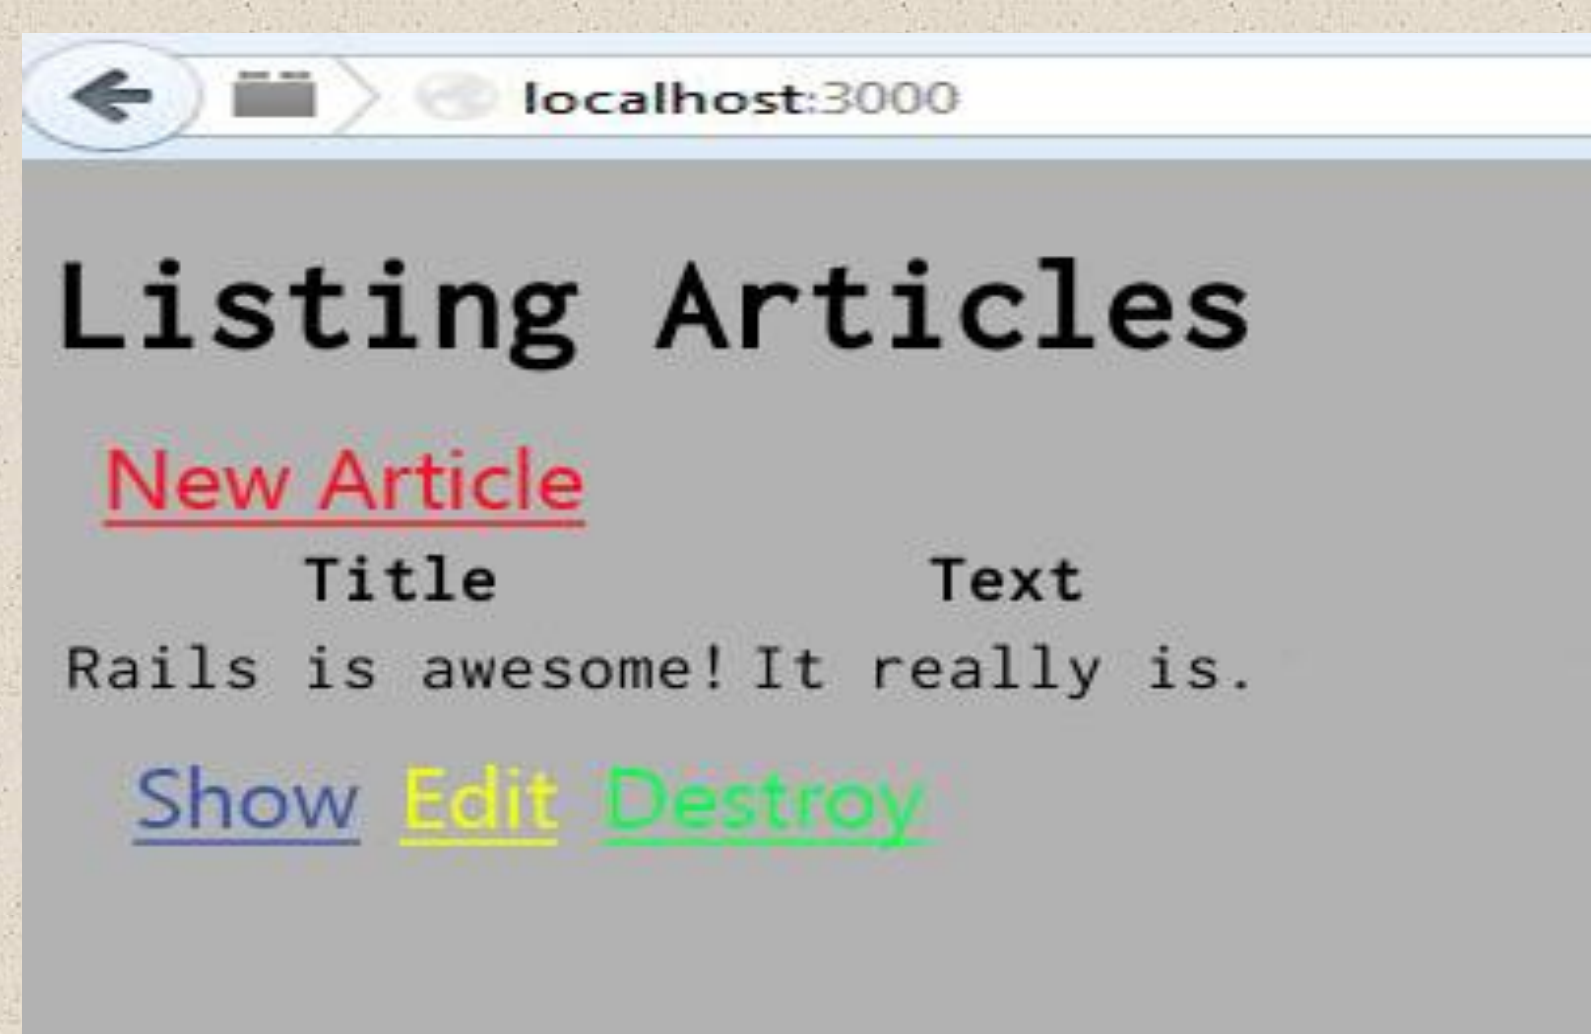 localhost:3000
Listing Articles
New Article
Title Text
Rails is awesome! It really is.
Show Edit Destroy